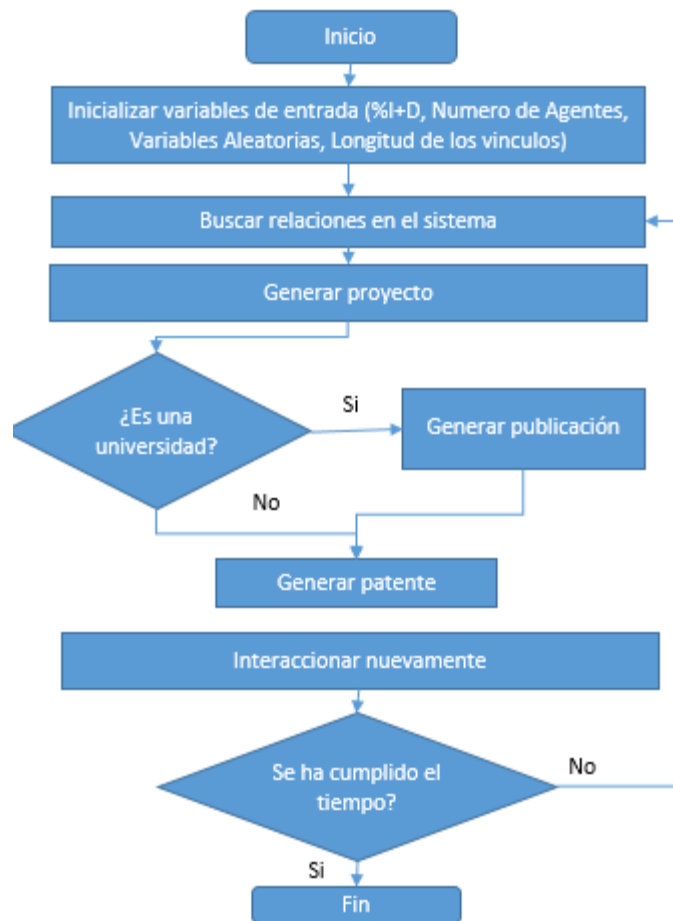 Inicio
Inicializar variables de entrada (%I+D, Numero de Agentes,
Variables Aleatorias, Longitud de los vinculos)
Buscar relaciones en el sistema
Generar proyecto
¿Es una
universidad?
Si
Generar publicación
No
Generar patente
Interaccionar nuevamente
Se ha cumplido el
tiempo?
No
Si
Fin